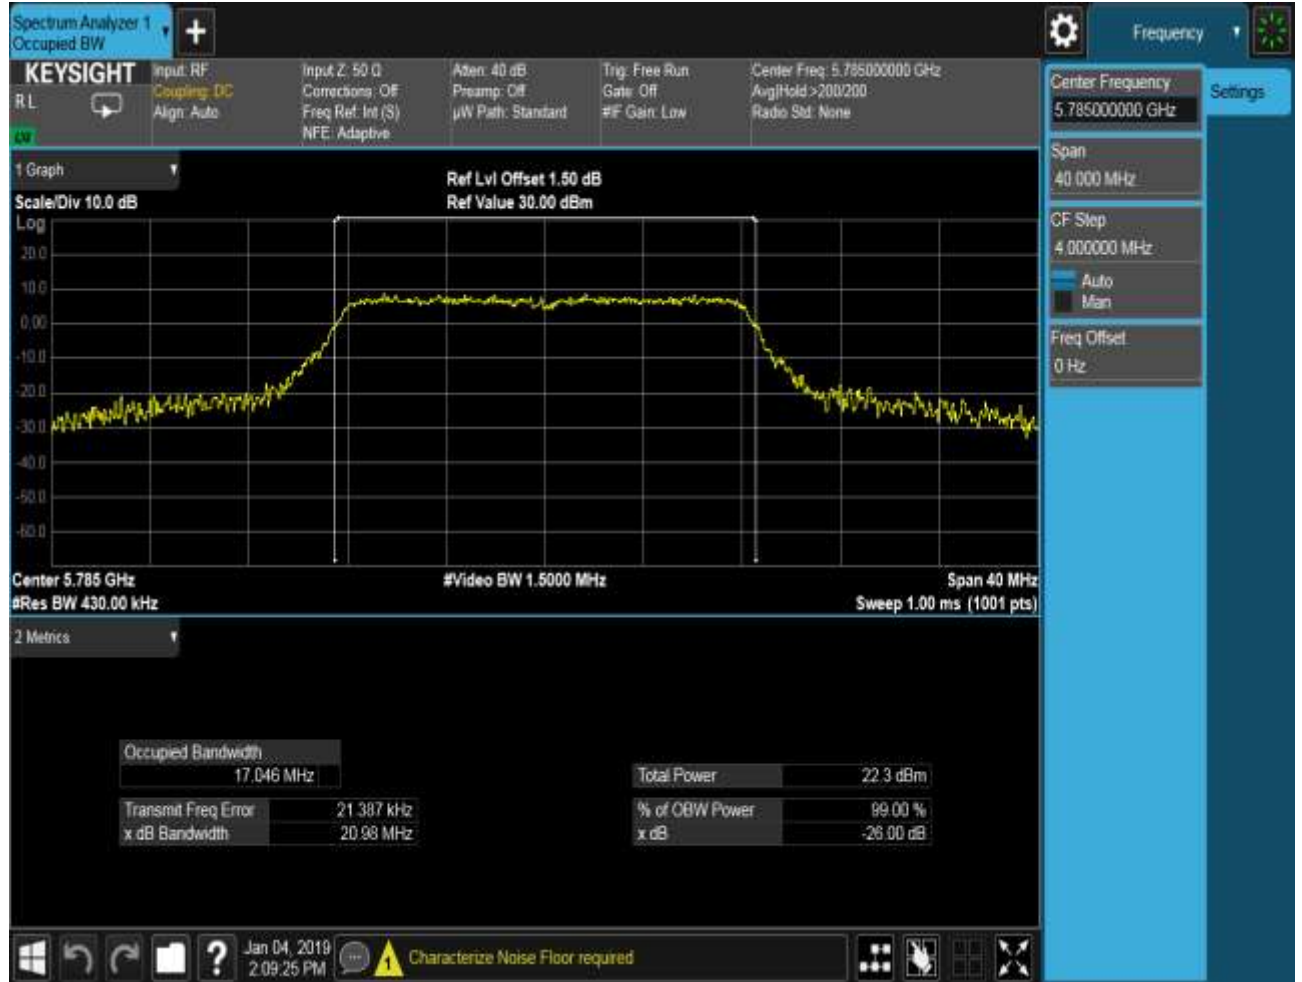 Spectrum Analyzer 1
Occupied BW
+
Frequency
KEYSIGHT
RL
Input: RF
Coupling: DC
Align: Auto
Input Z: 50 Ω
Corrections: Off
Freq Ref: Int (S)
NFE: Adaptive
Atten: 40 dB
Preamp: Off
µW Path: Standard
Trig: Free Run
Gate: Off
#IF Gain: Low
Center Freq: 5.785000000 GHz
Avg|Hold:>200/200
Radio Std: None
Center Frequency
5.785000000 GHz
Settings
Span
40.000 MHz
CF Step
4.000000 MHz
Auto
Man
Freq Offset
0 Hz
1 Graph
Scale/Div 10.0 dB
Ref Lvl Offset 1.50 dB
Ref Value 30.00 dBm
Log
20.0
10.0
0.00
-10.0
-20.0
-30.0
-40.0
-50.0
-60.0
Center 5.785 GHz
#Video BW 1.5000 MHz
Span 40 MHz
#Res BW 430.00 kHz
Sweep 1.00 ms (1001 pts)
2 Metrics
Occupied Bandwidth
17.046 MHz
Total Power 22.3 dBm
Transmit Freq Error 21.387 kHz
% of OBW Power 99.00 %
x dB Bandwidth 20.98 MHz
x dB -26.00 dB
?
Jan 04, 2019
2:09:25 PM
1
Characterize Noise Floor required